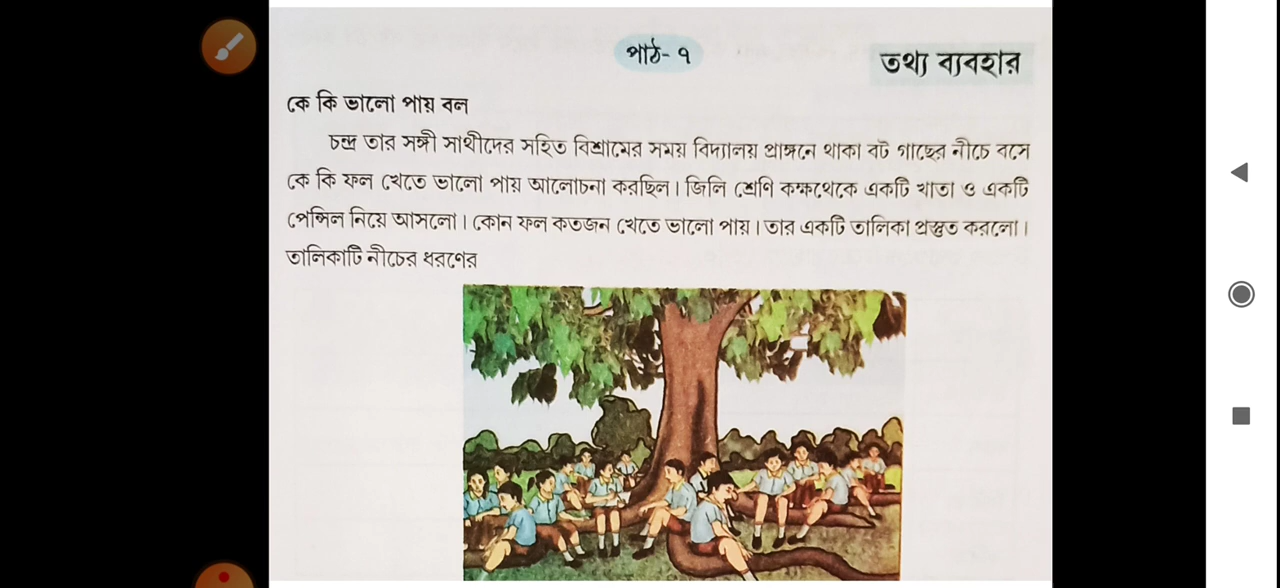 পাঠ- ৭
তথ্য ব্যবহার
কে কি ভালো পায় বল
চন্দ্র তার সঙ্গী সাথীদের সহিত বিশ্রামের সময় বিদ্যালয় প্রাঙ্গনে থাকা বট গাছের নীচে বসে
কে কি ফল খেতে ভালো পায় আলোচনা করছিল। জিলি শ্রেণি কক্ষথেকে একটি খাতা ও একটি
পেন্সিল নিয়ে আসলো। কোন ফল কতজন খেতে ভালো পায়। তার একটি তালিকা প্রস্তুত করলো।
তালিকাটি নীচের ধরণের